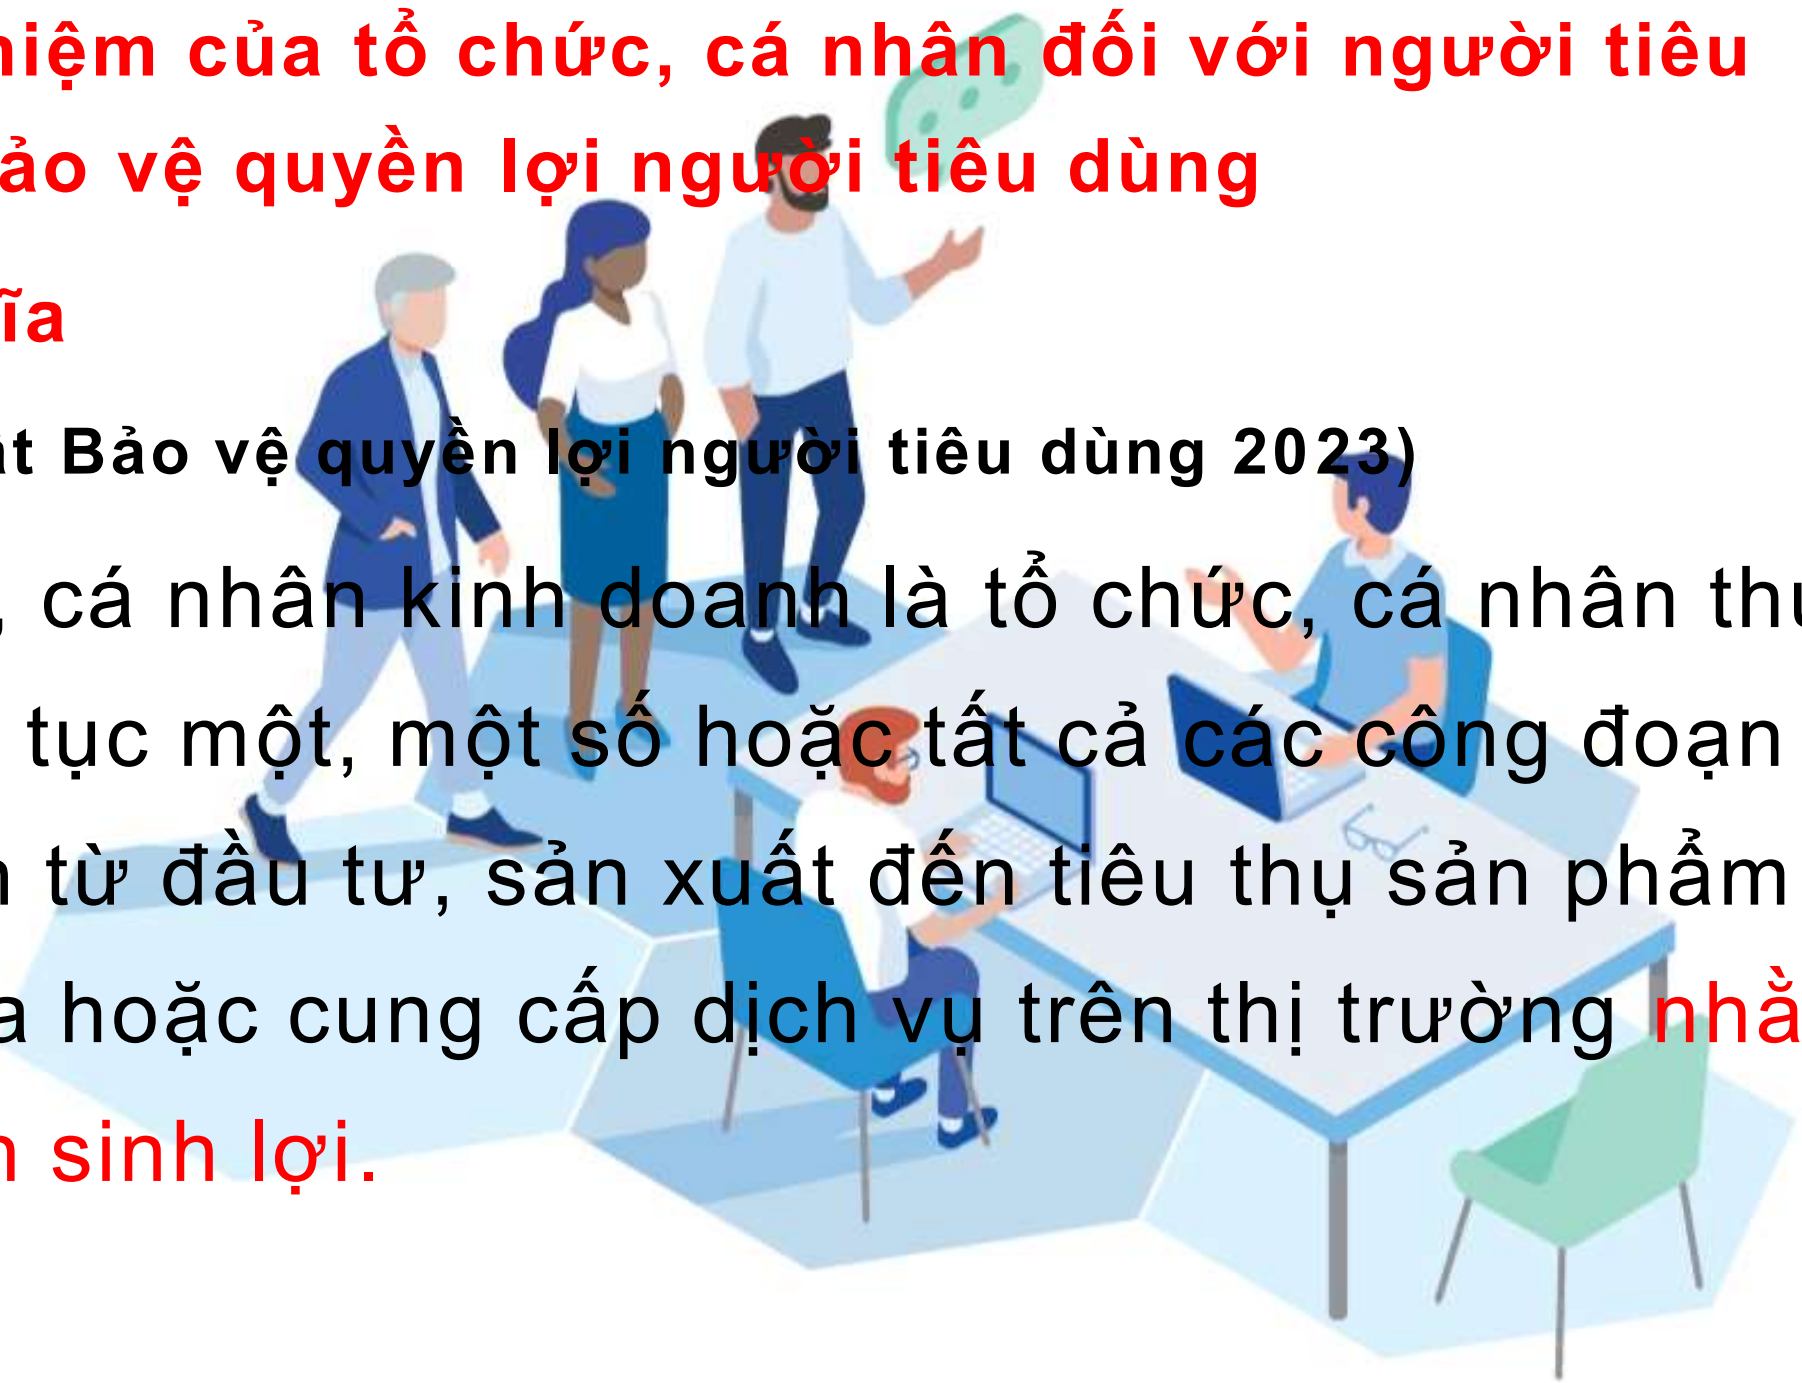 hiệm của tổ chức, cá nhân đối với người tiêu
ảo vệ quyền lợi người tiêu dùng
ĩa
ật Bảo vệ quyền lợi người tiêu dùng 2023)
, cá nhân kinh doanh là tổ chức, cá nhân thự
tục một, một số hoặc tất cả các công đoạn
từ đầu tư, sản xuất đến tiêu thụ sản phẩm
a hoặc cung cấp dịch vụ trên thị trường nhằ
sinh lợi.